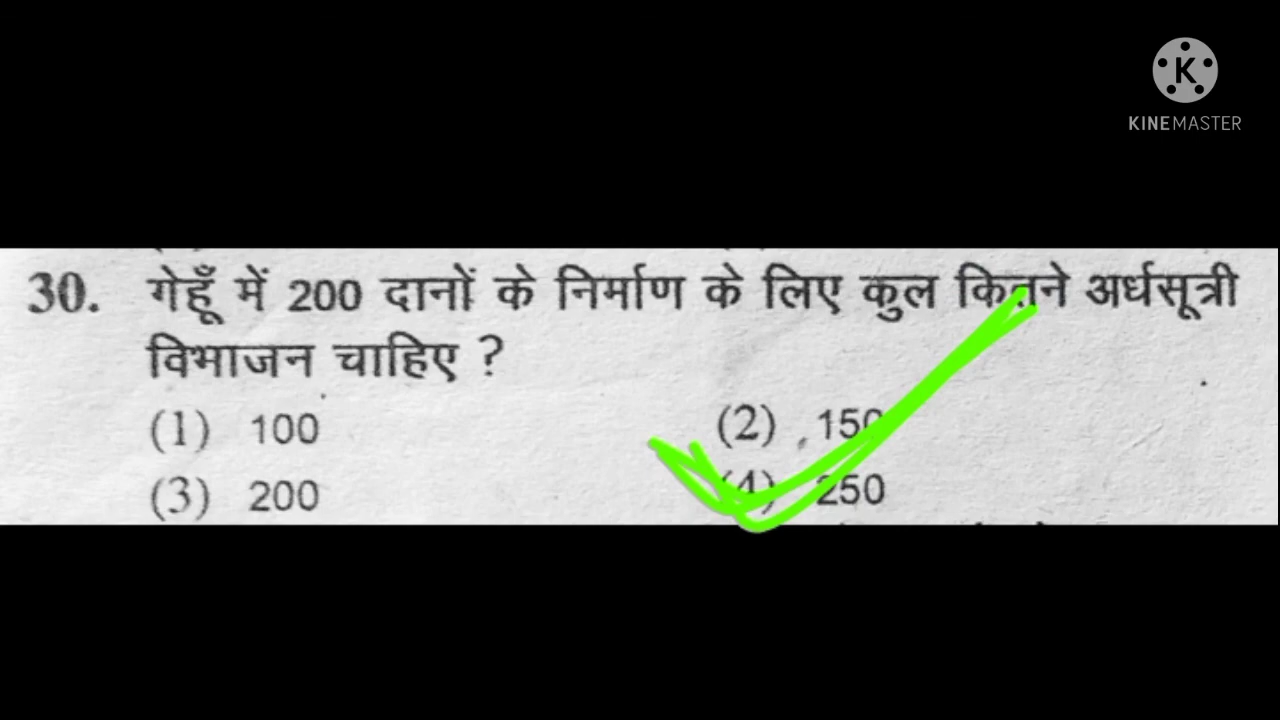 KINEMASTER
30. गेहूँ में 200 दानों के निर्माण के लिए कुल कितने अर्धसूत्री
विभाजन चाहिए ?
(1) 100 (2) 150
(3) 200 (4) 250